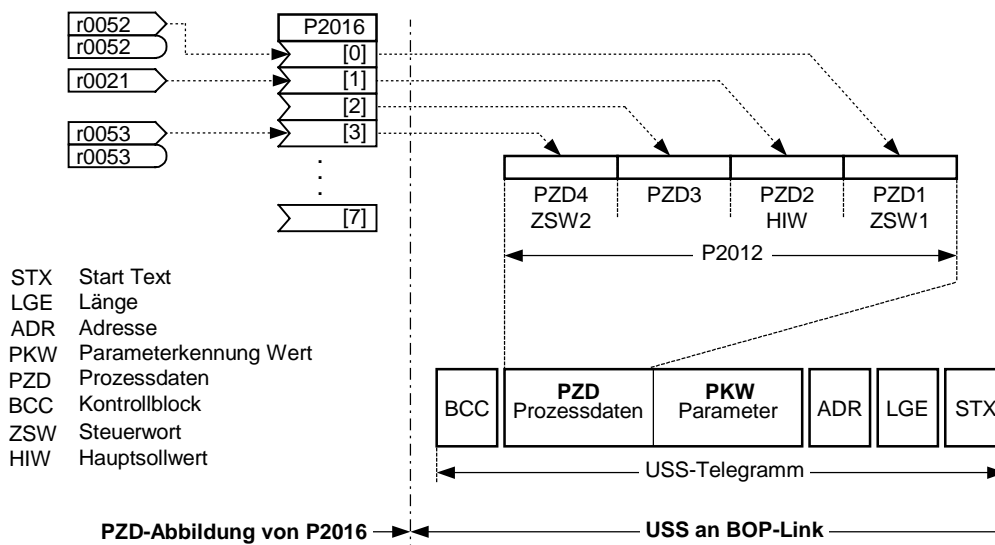 r0052
r0052
r0021
r0053
r0053
P2016
[0]
[1]
[2]
[3]
[7]
PZD4 PZD3 PZD2 PZD1
ZSW2 HIW ZSW1
P2012
STX Start Text
LGE Länge
ADR Adresse
PKW Parameterkennung Wert
PZD Prozessdaten
BCC Kontrollblock
ZSW Steuerwort
HIW Hauptsollwert
BCC
PZD
Prozessdaten
PKW
Parameter
ADR
LGE
STX
USS-Telegramm
PZD-Abbildung von P2016
USS an BOP-Link